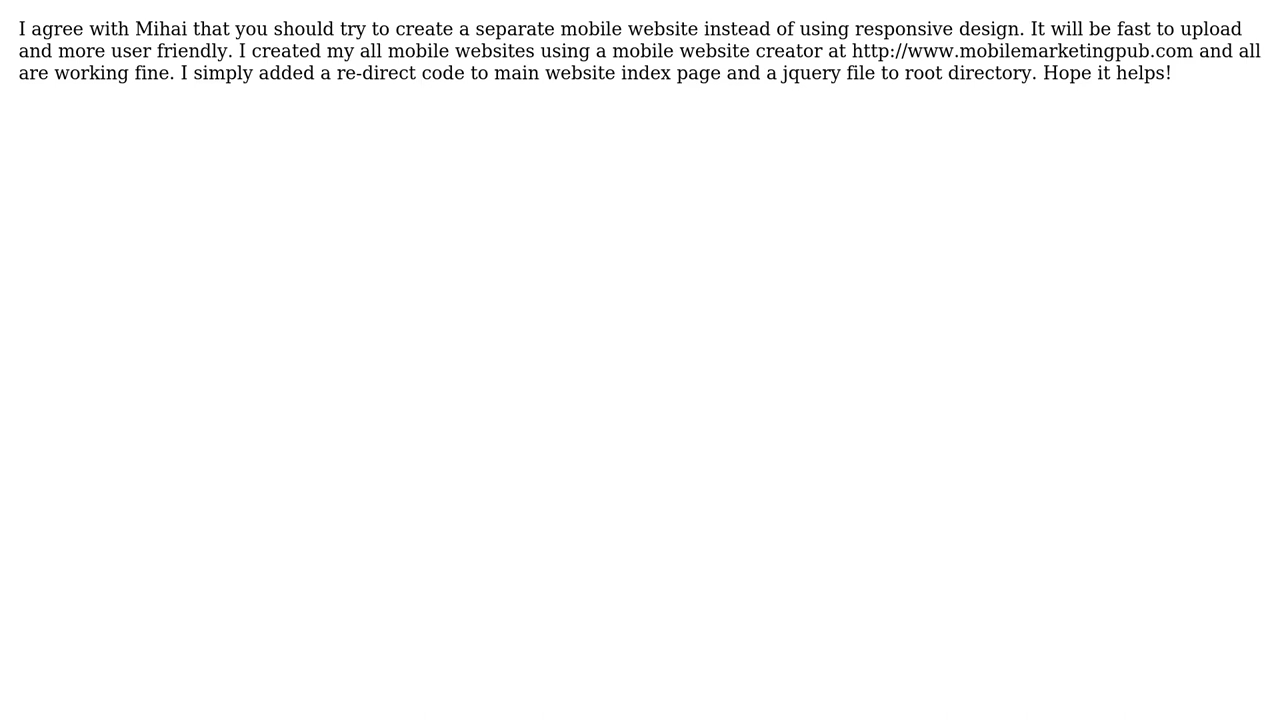 I agree with Mihai that you should try to create a separate mobile website instead of using responsive design. It will be fast to upload
and more user friendly. I created my all mobile websites using a mobile website creator at http://www.mobilemarketingpub.com and all
are working fine. I simply added a re-direct code to main website index page and a jquery file to root directory. Hope it helps!